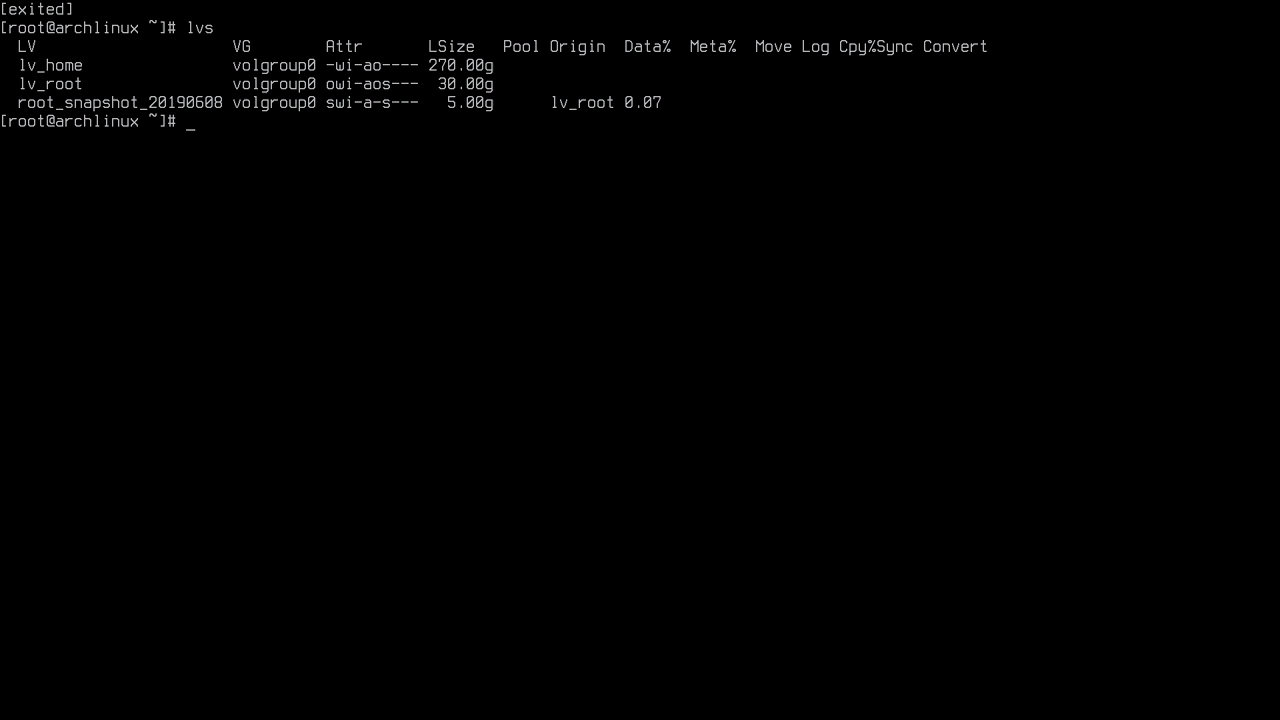 [exited]
[root@archlinux ~]# lvs
  LV                     VG        Attr       LSize   Pool Origin  Data%  Meta%  Move Log Cpy%Sync Convert
  lv_home                volgroup0 -wi-ao---- 270.00g
  lv_root                volgroup0 owi-aos---  30.00g
  root_snapshot_20190608 volgroup0 swi-a-s---   5.00g      lv_root 0.07
[root@archlinux ~]# _